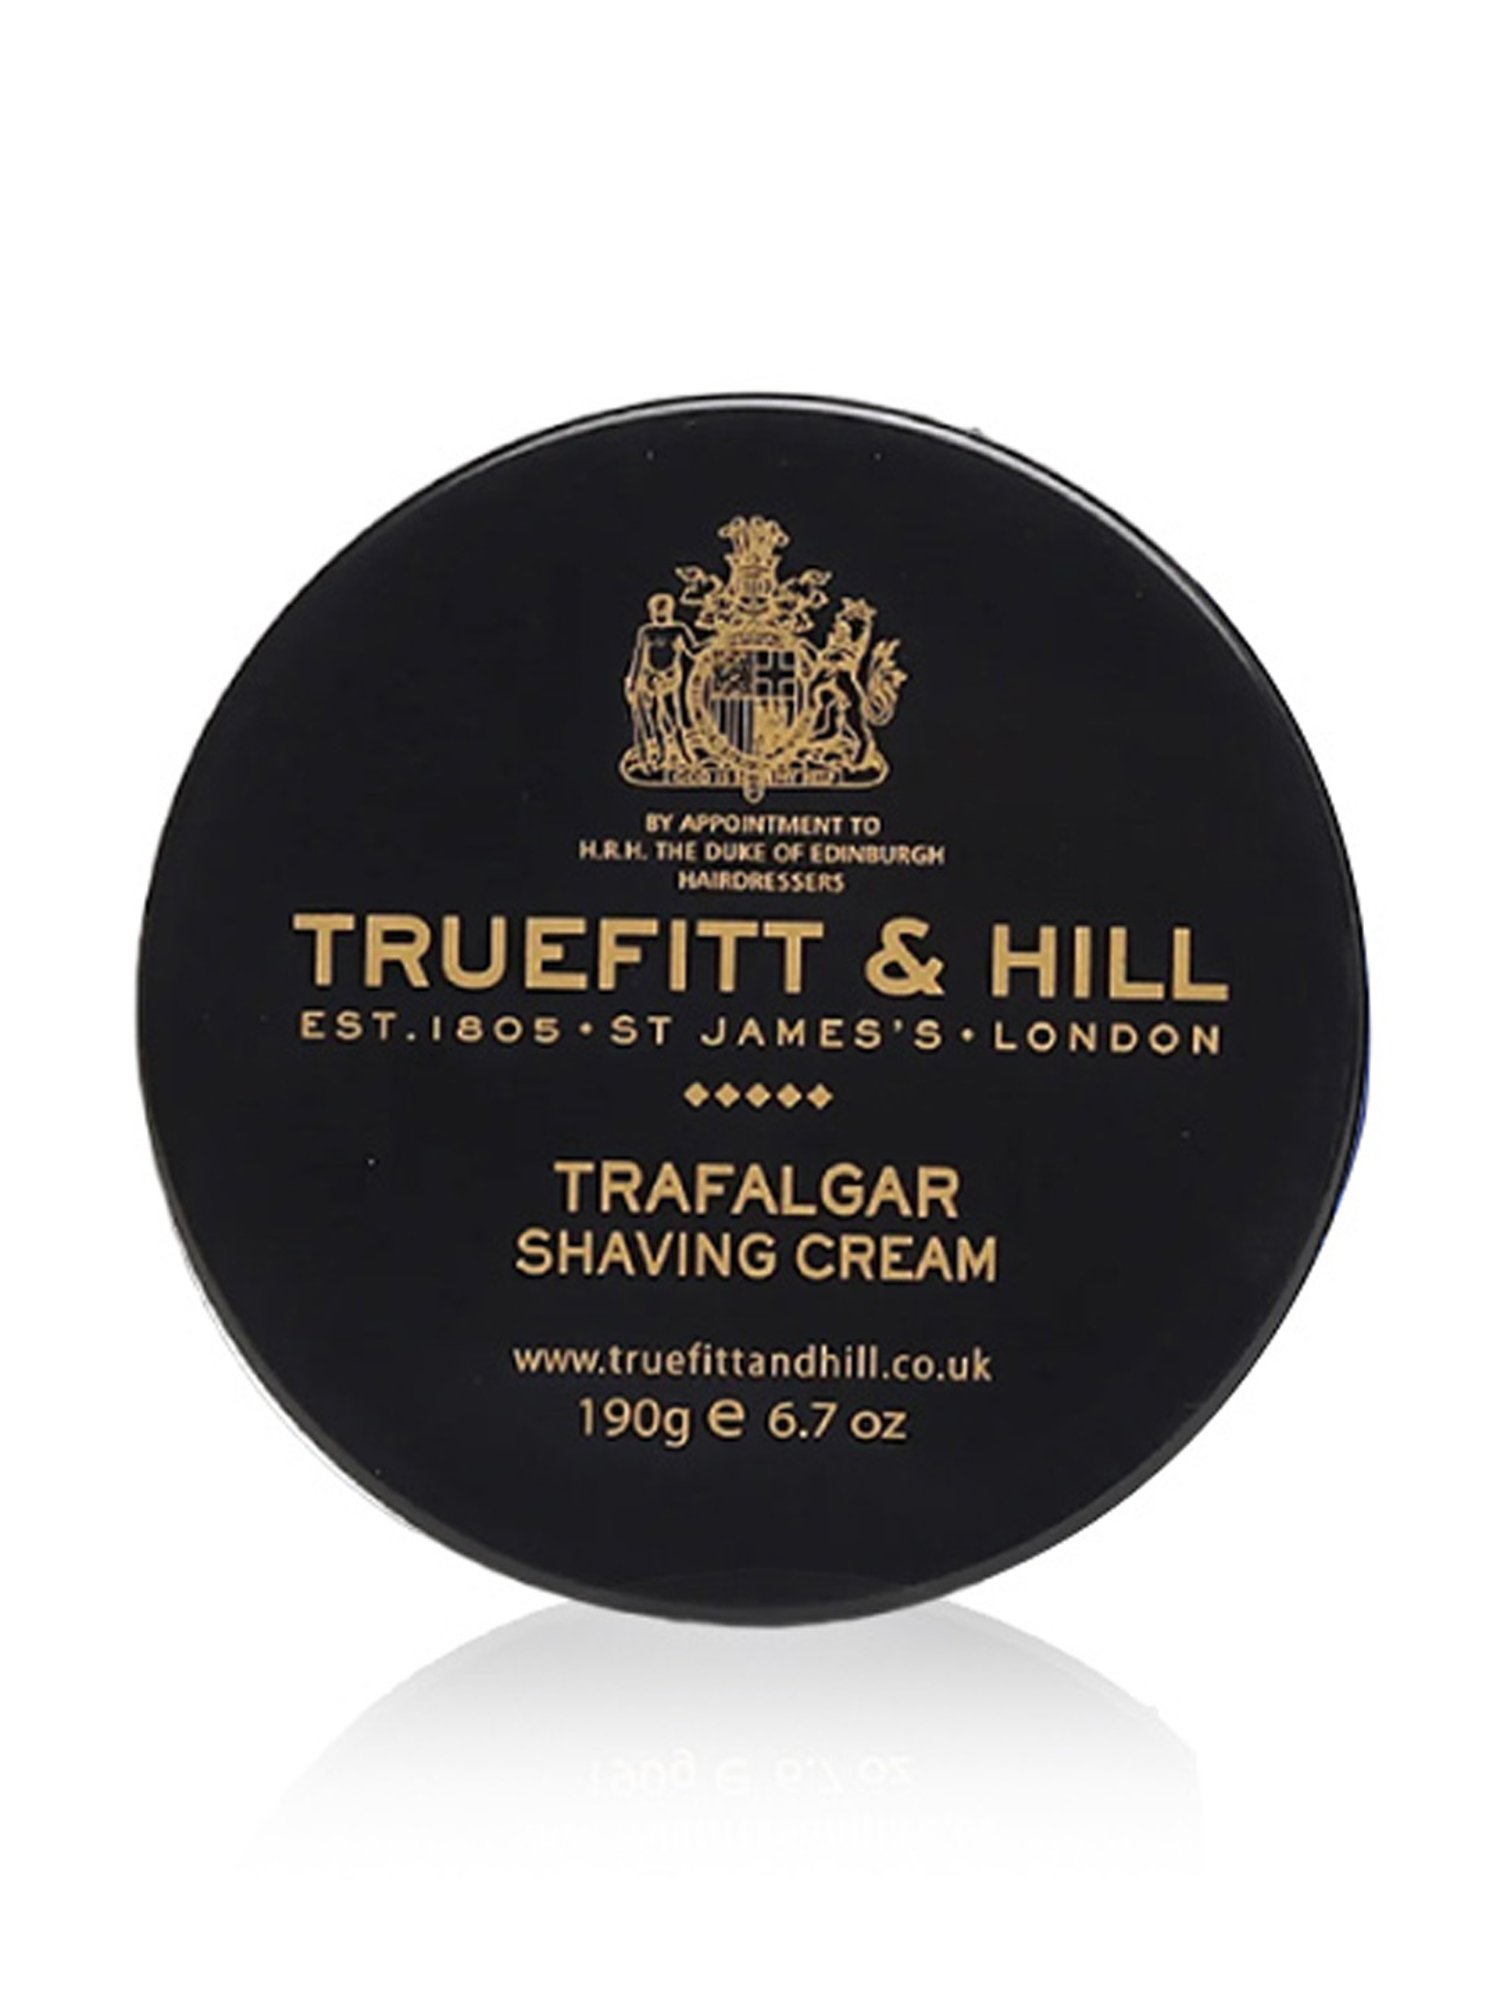 BY APPOINTMENT TO
H.R.H. THE DUKE OF EDINBURGH
HAIRDRESSERS
TRUEFITT & HILL
EST.1805 • ST JAMES'S • LONDON
TRAFALGAR
SHAVING CREAM
www.truefittandhill.co.uk
190g e 6.7 oz